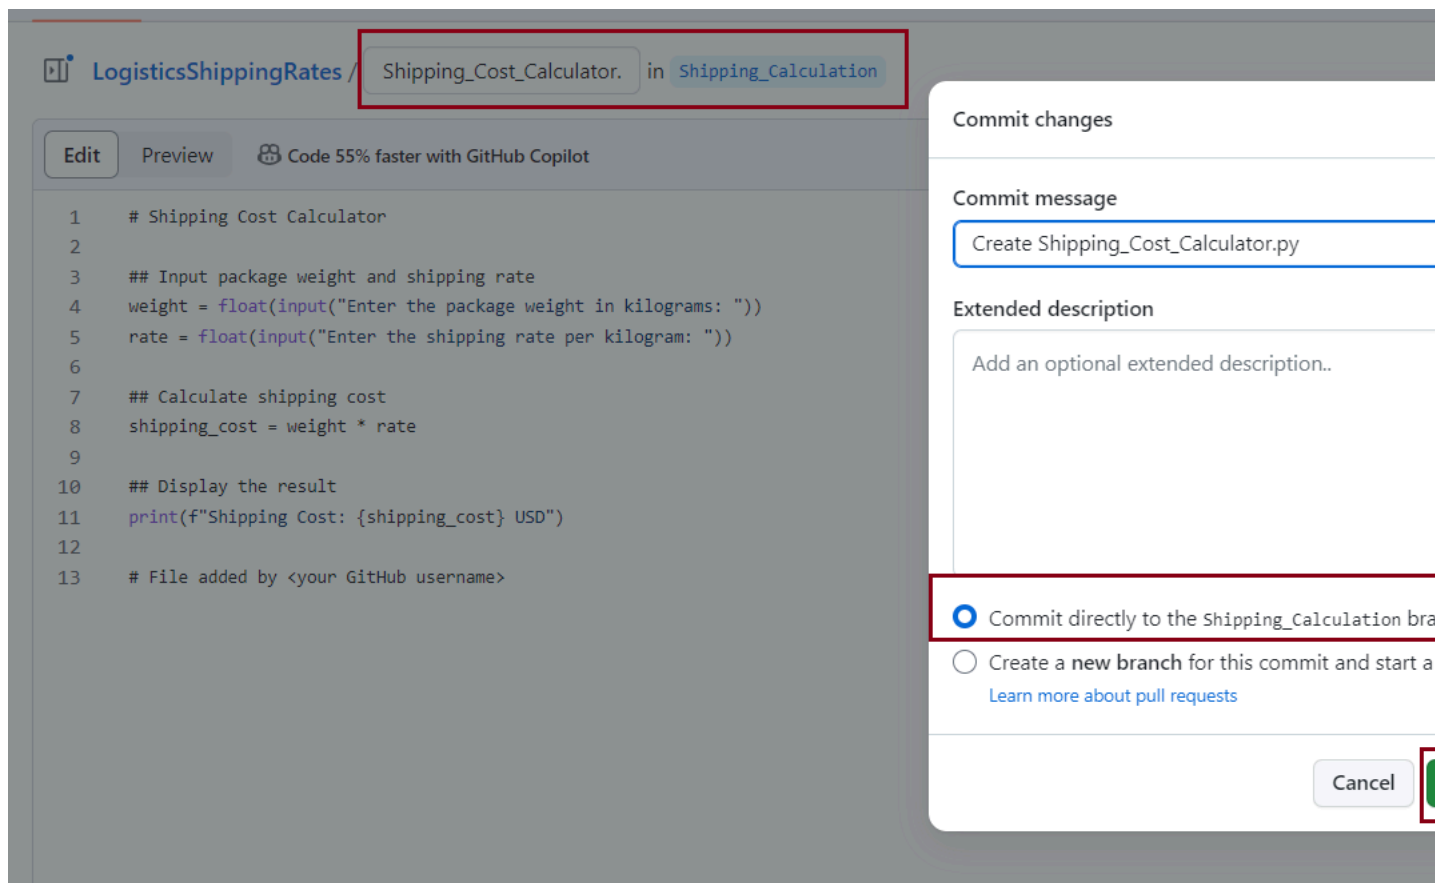 LogisticsShippingRates / Shipping_Cost_Calculator. in Shipping_Calculation
Edit Preview Code 55% faster with GitHub Copilot
1 # Shipping Cost Calculator
2
3 ## Input package weight and shipping rate
4 weight = float(input("Enter the package weight in kilograms: "))
5 rate = float(input("Enter the shipping rate per kilogram: "))
6
7 ## Calculate shipping cost
8 shipping_cost = weight * rate
9
10 ## Display the result
11 print(f"Shipping Cost: {shipping_cost} USD")
12
13 # File added by <your GitHub username>
Commit changes
Commit message
Create Shipping_Cost_Calculator.py
Extended description
Add an optional extended description..
Commit directly to the Shipping_Calculation bra
Create a new branch for this commit and start a
Learn more about pull requests
Cancel